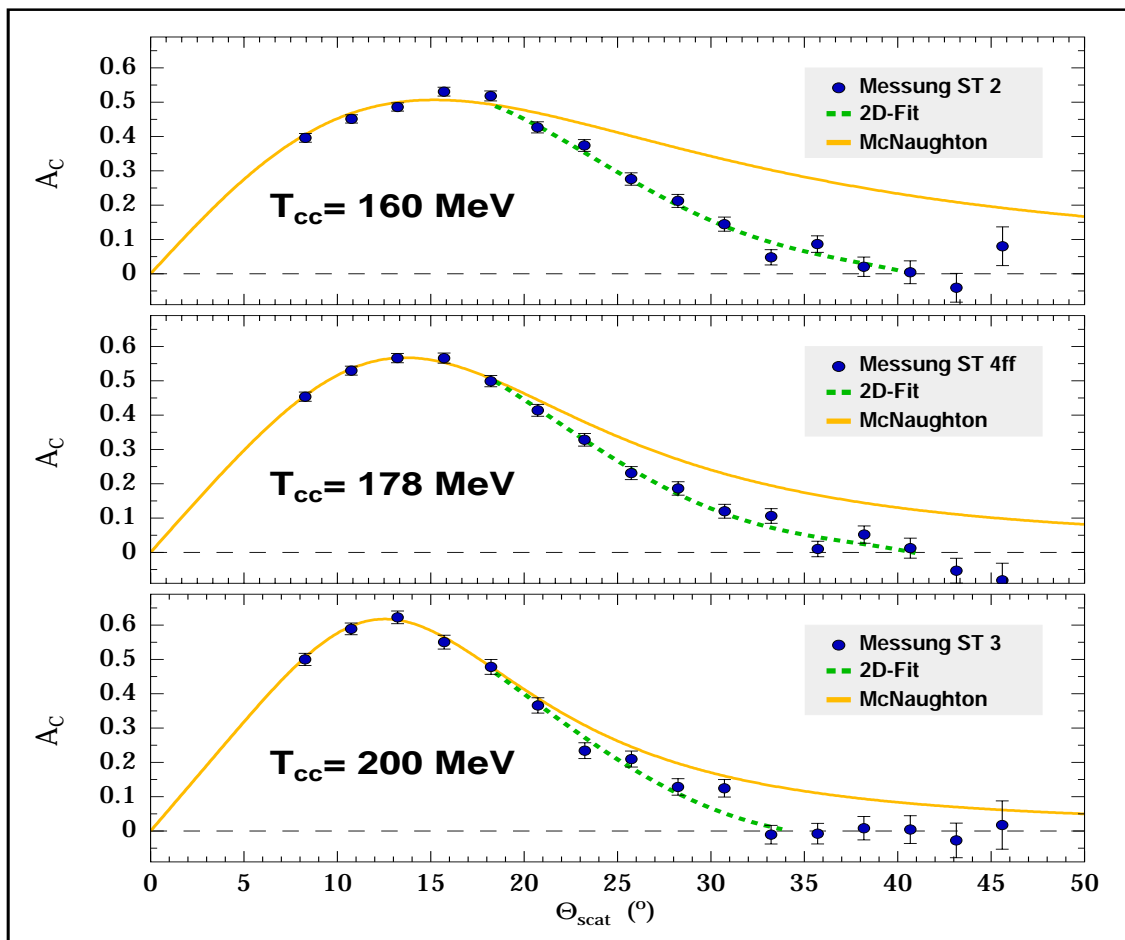 0.6
0.5
0.4
0.3
0.2
0.1
0
A_C
T_cc= 160 MeV
Messung ST 2
2D-Fit
McNaughton
0.6
0.5
0.4
0.3
0.2
0.1
0
A_C
T_cc= 178 MeV
Messung ST 4ff
2D-Fit
McNaughton
0.6
0.5
0.4
0.3
0.2
0.1
0
A_C
T_cc= 200 MeV
Messung ST 3
2D-Fit
McNaughton
0 5 10 15 20 25 30 35 40 45 50
Θ_scat (°)